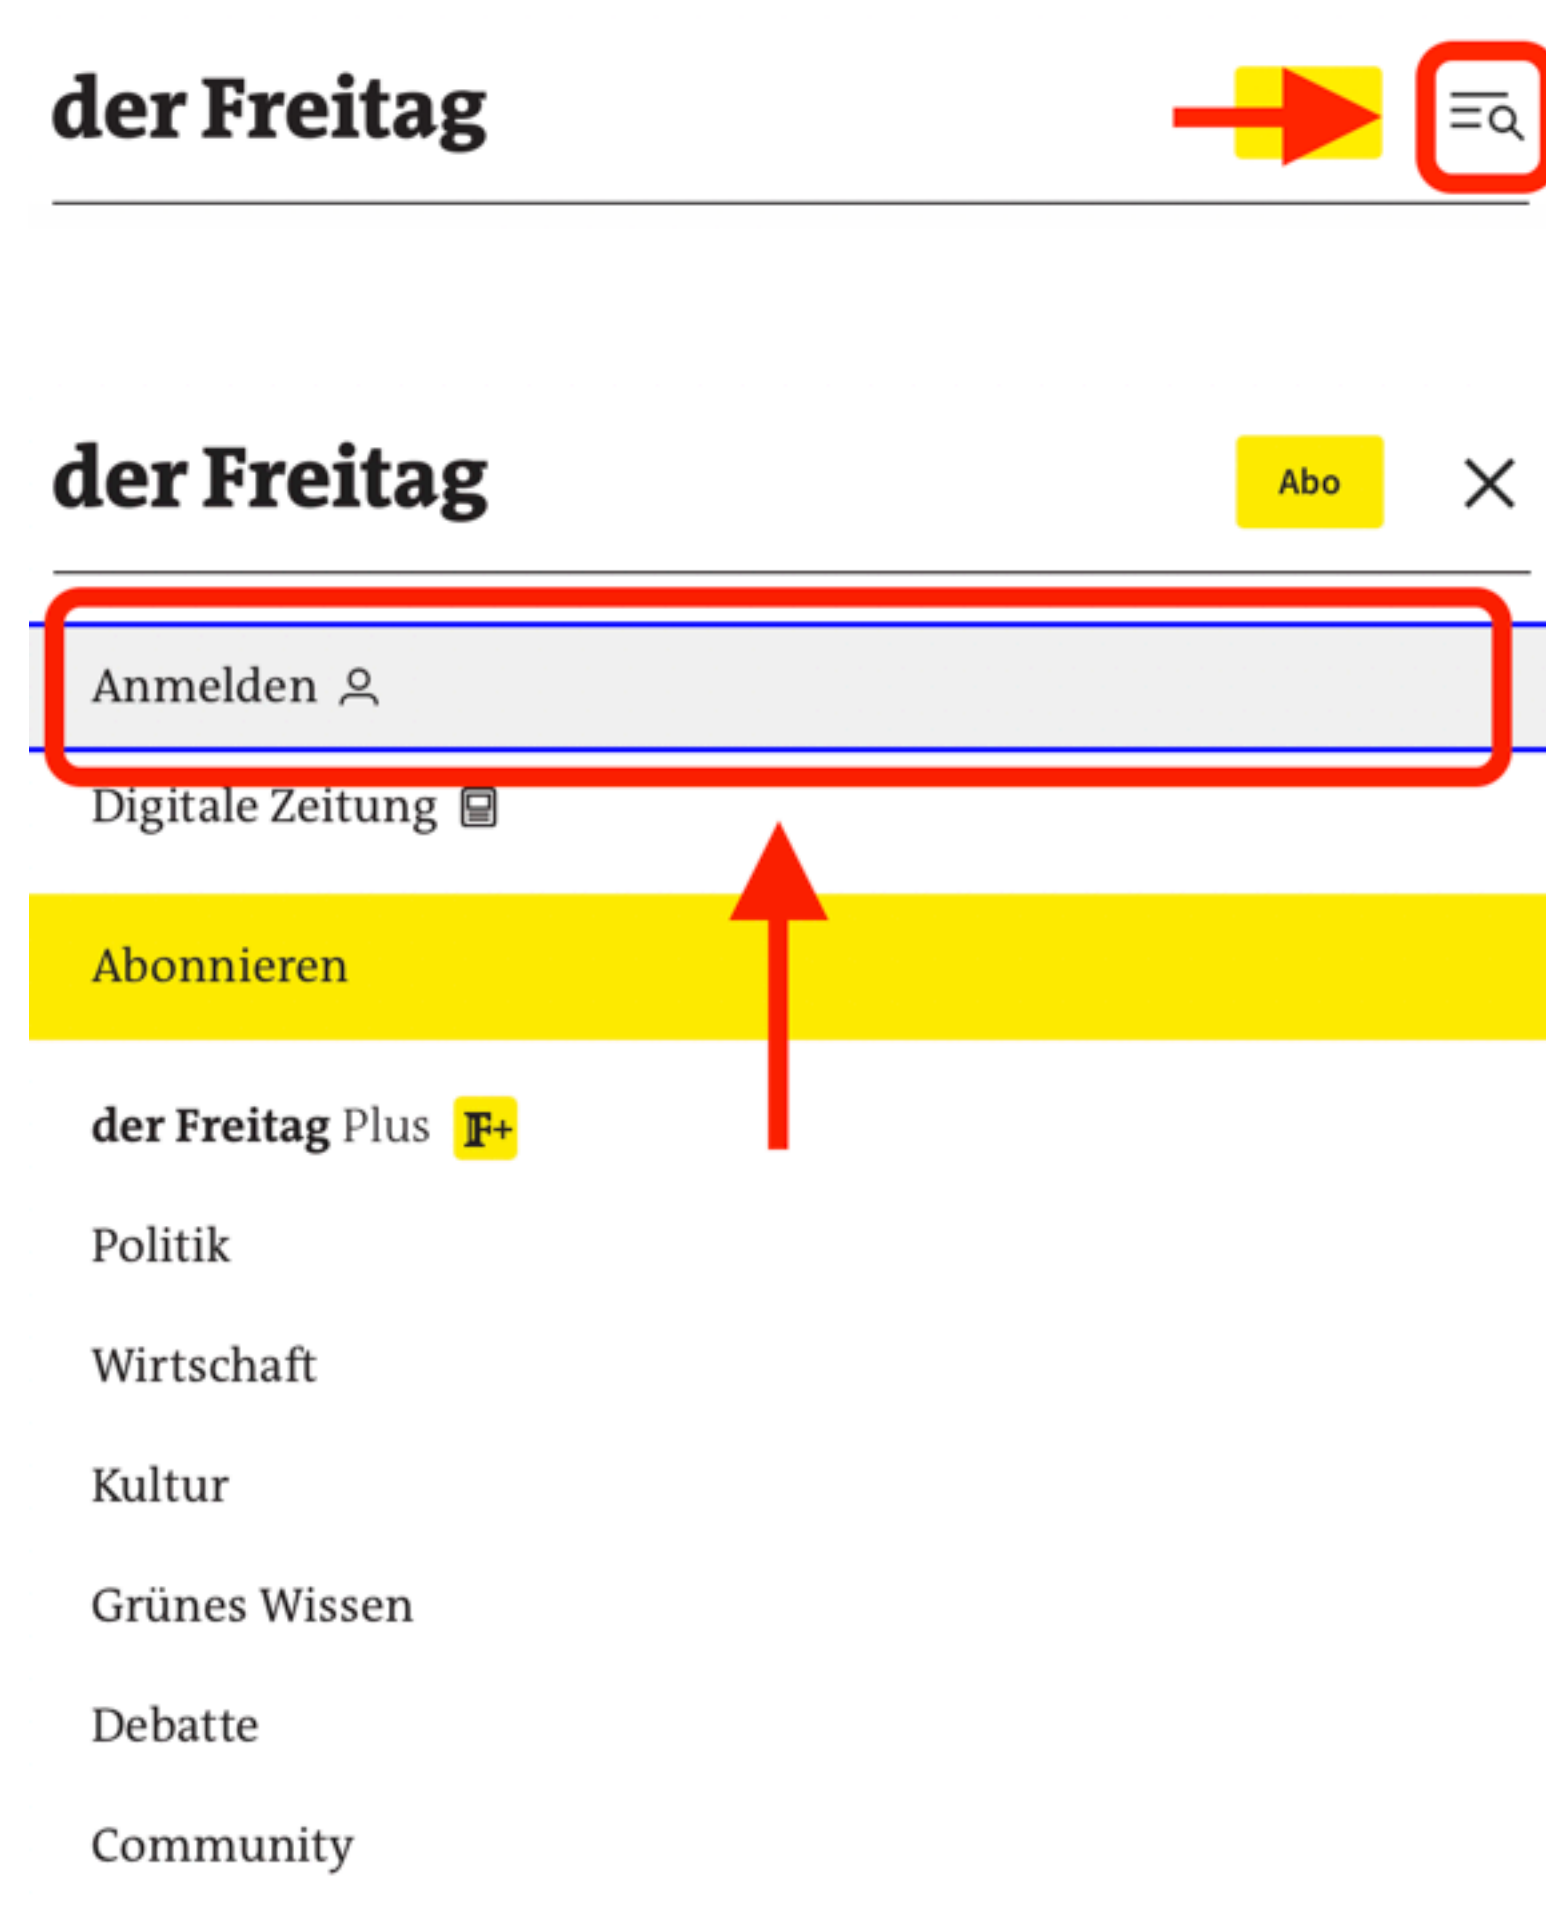 der Freitag
der Freitag
Abo
Anmelden
Digitale Zeitung
Abonnieren
der Freitag Plus F+
Politik
Wirtschaft
Kultur
Grünes Wissen
Debatte
Community